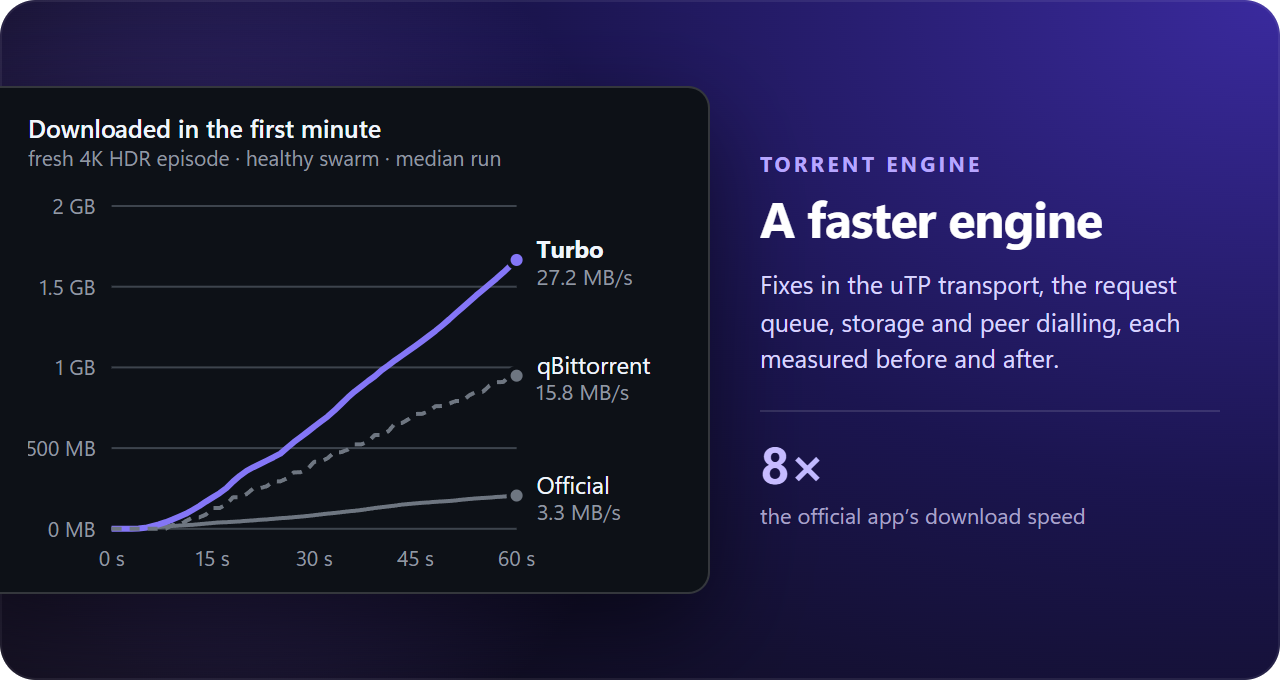 Downloaded in the first minute
fresh 4K HDR episode · healthy swarm · median run
2 GB
1.5 GB
1 GB
500 MB
0 MB
0 s
15 s
30 s
45 s
60 s
Turbo
27.2 MB/s
qBittorrent
15.8 MB/s
Official
3.3 MB/s
TORRENT ENGINE
A faster engine
Fixes in the uTP transport, the request
queue, storage and peer dialling, each
measured before and after.
8×
the official app’s download speed